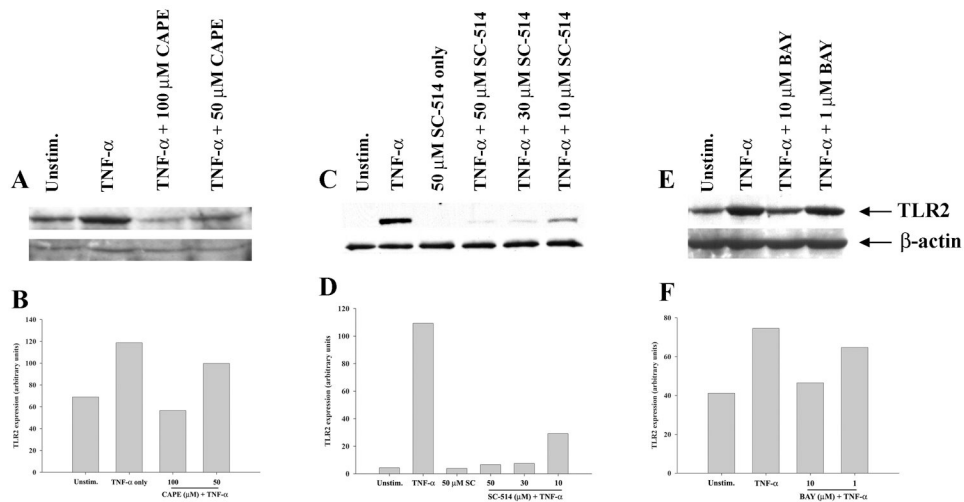 A
Unstim.
TNF-α
TNF-α + 100 μM CAPE
TNF-α + 50 μM CAPE
C
Unstim.
TNF-α
50 μM SC-514 only
TNF-α + 50 μM SC-514
TNF-α + 30 μM SC-514
TNF-α + 10 μM SC-514
E
Unstim.
TNF-α
TNF-α + 10 μM BAY
TNF-α + 1 μM BAY
TLR2
β-actin
B
TLR2 expression (arbitrary units)
140
120
100
80
60
40
20
0
Unstim.
TNF-α only
100
50
CAPE (μM) + TNF-α
D
TLR2 expression (arbitrary units)
120
100
80
60
40
20
0
Unstim.
TNF-α
50 μM SC
50
30
10
SC-514 (μM) + TNF-α
F
TLR2 expression (arbitrary units)
80
60
40
20
0
Unstim.
TNF-α
10
1
BAY (μM) + TNF-α